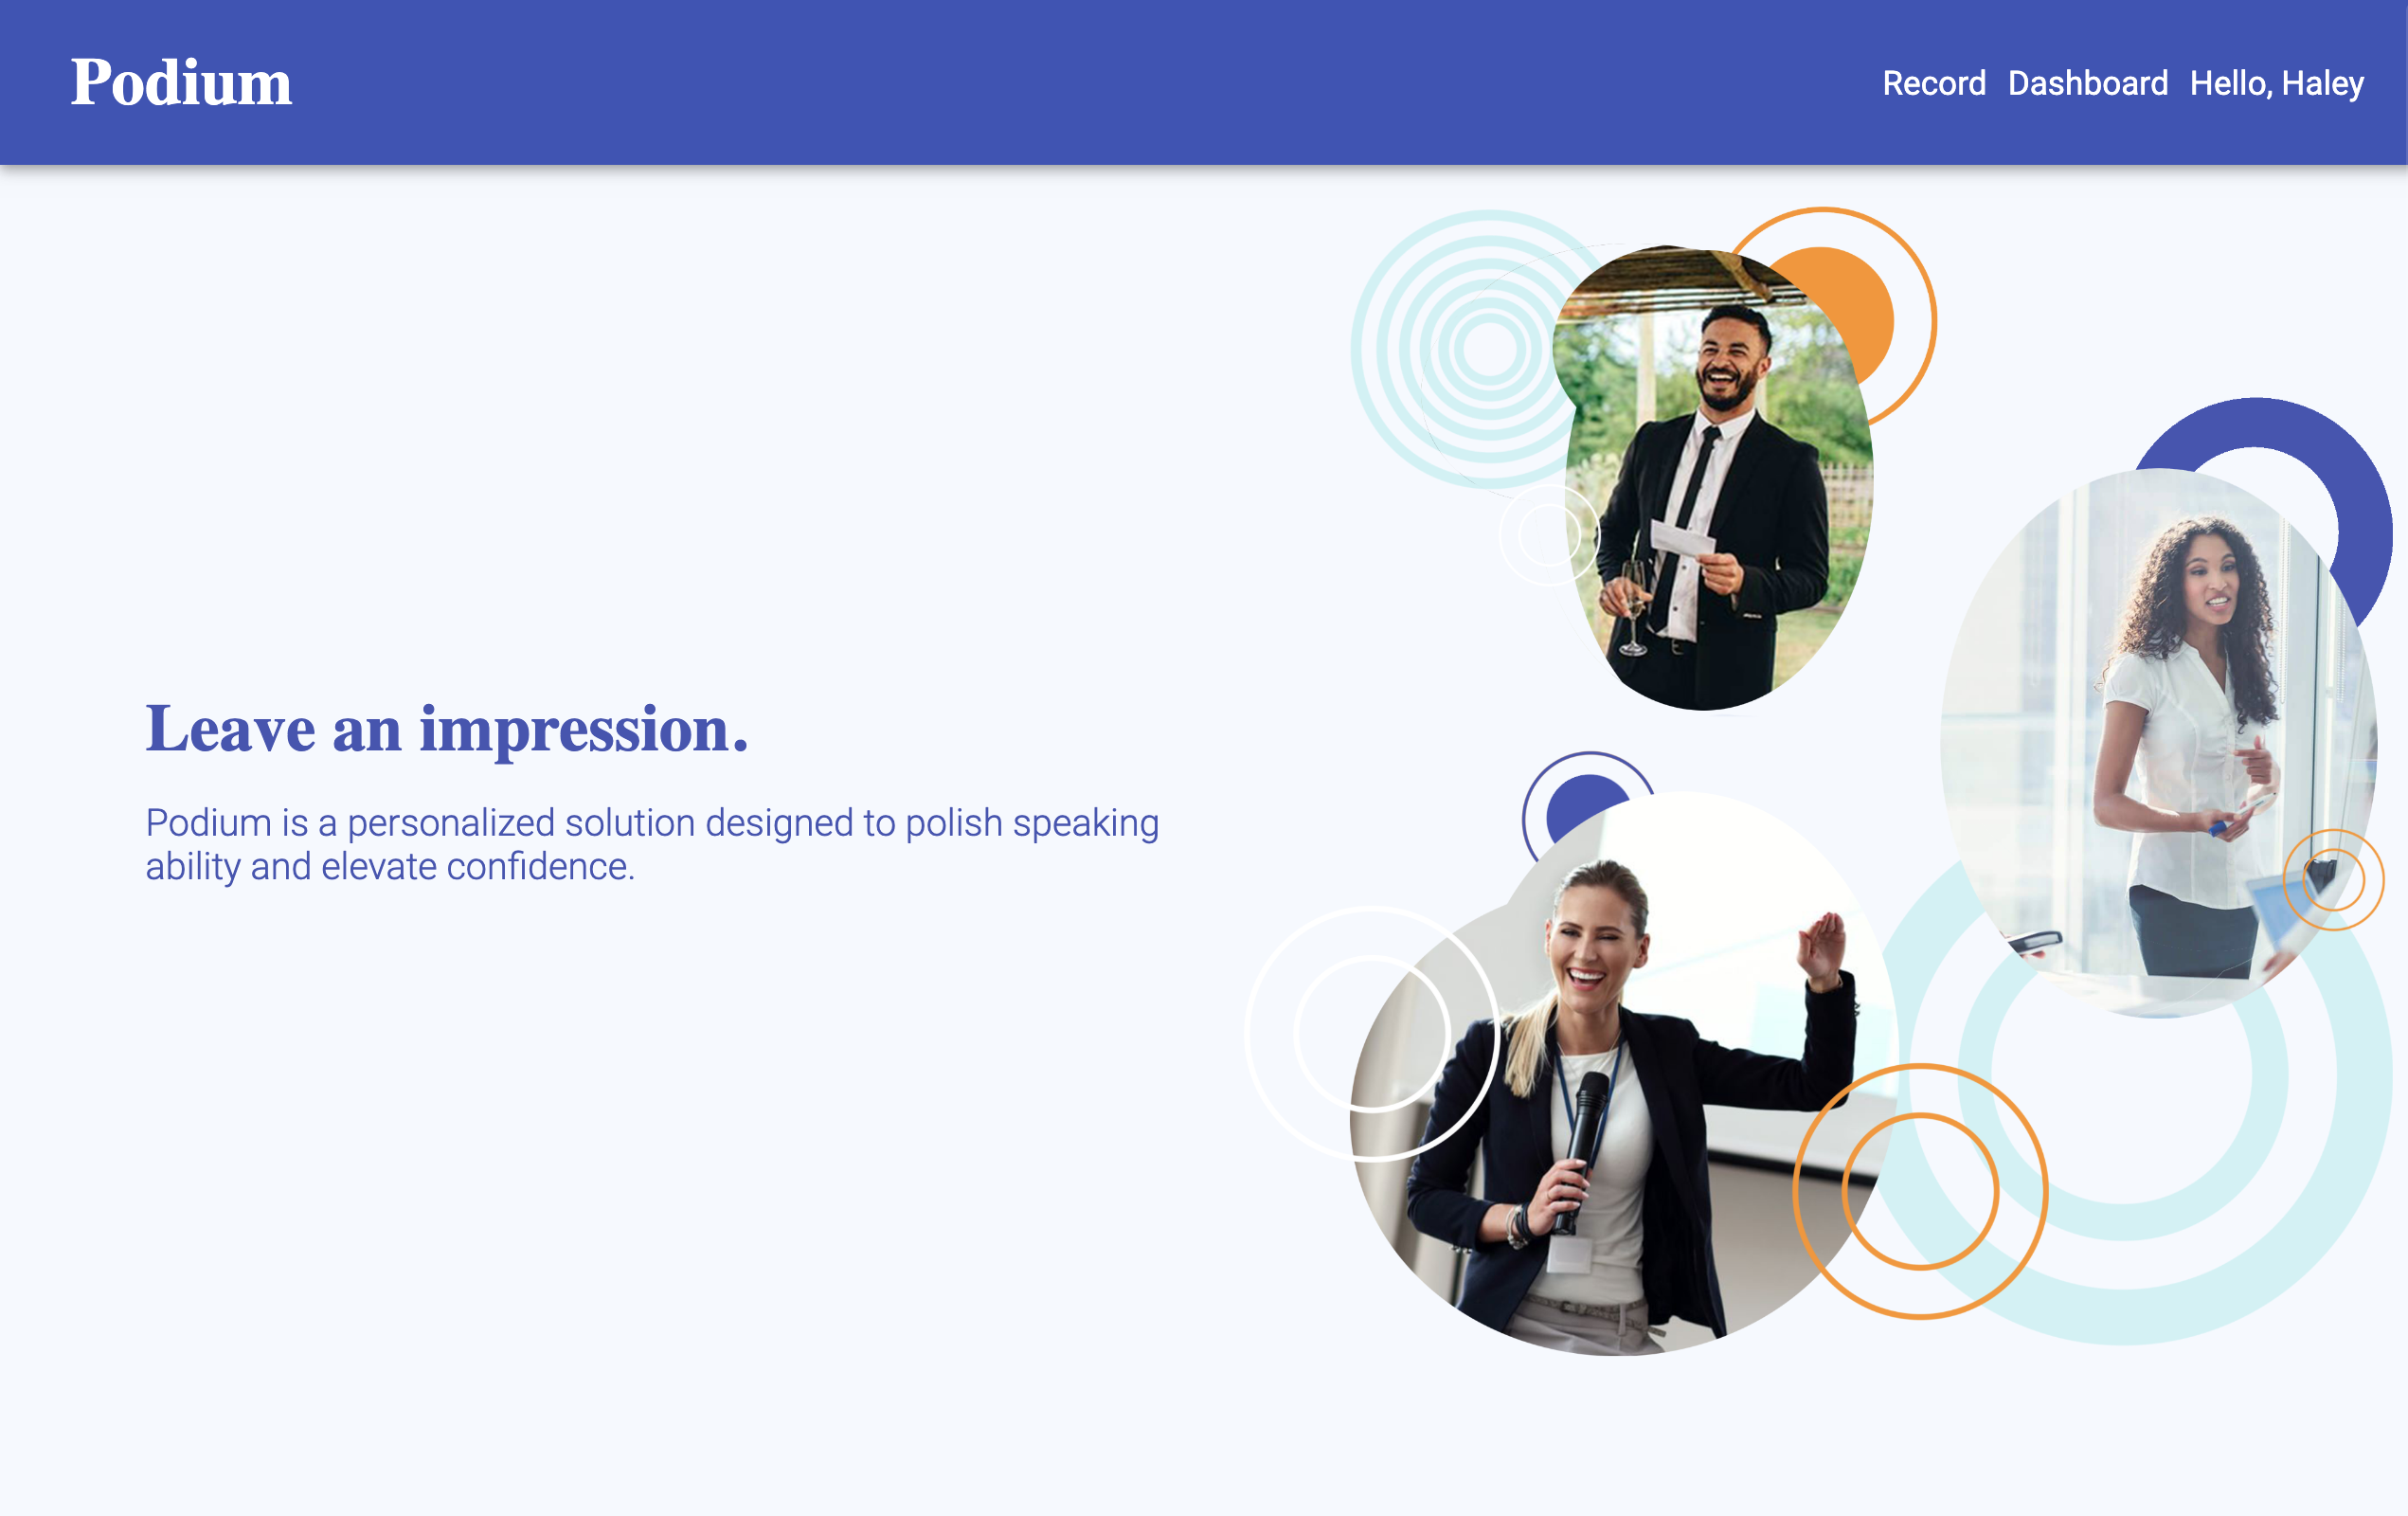 Podium
Record Dashboard Hello, Haley
Leave an impression.
Podium is a personalized solution designed to polish speaking
ability and elevate confidence.